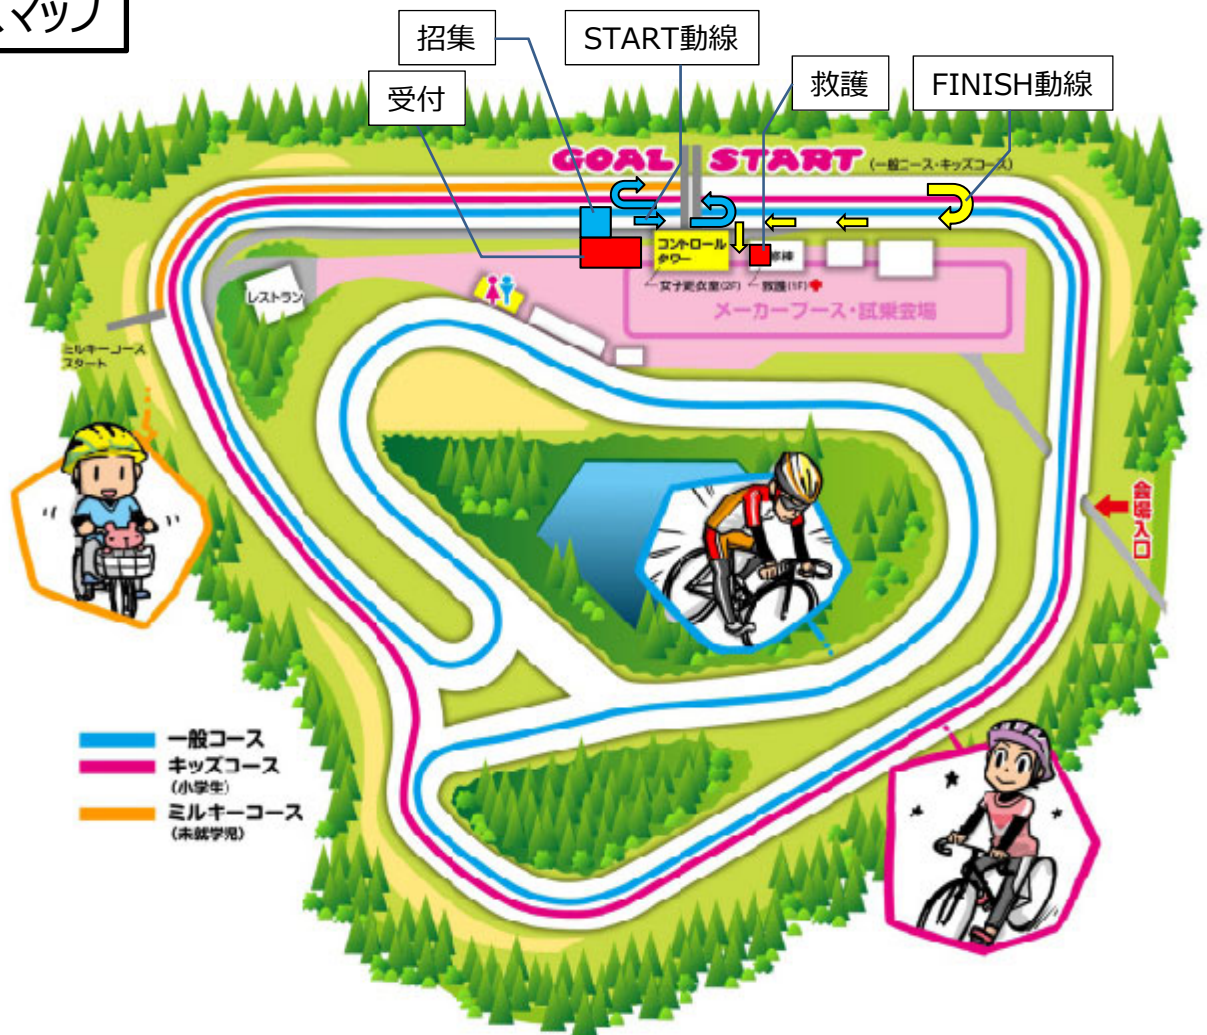 スマップ
招集
START動線
受付
救護
FINISH動線
GOAL START (一般コース・キッズコース)
コントロール
タワー
修棟
女子更衣室(2F)
救護(1F)
レストラン
メーカーブース・試乗会場
ミルキーコース
スタート
会場入口
一般コース
キッズコース
(小学生)
ミルキーコース
(未就学児)